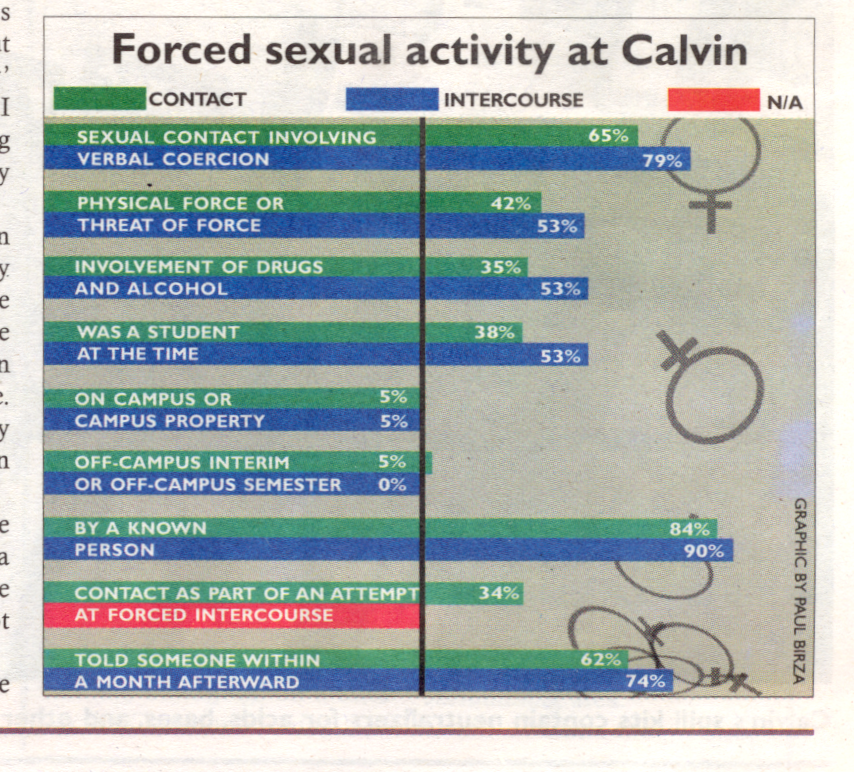 Forced sexual activity at Calvin
CONTACT INTERCOURSE N/A
SEXUAL CONTACT INVOLVING 65%
VERBAL COERCION 79%
PHYSICAL FORCE OR 42%
THREAT OF FORCE 53%
INVOLVEMENT OF DRUGS 35%
AND ALCOHOL 53%
WAS A STUDENT 38%
AT THE TIME 53%
ON CAMPUS OR 5%
CAMPUS PROPERTY 5%
OFF-CAMPUS INTERIM 5%
OR OFF-CAMPUS SEMESTER 0%
BY A KNOWN 84%
PERSON 90%
CONTACT AS PART OF AN ATTEMPT 34%
AT FORCED INTERCOURSE
TOLD SOMEONE WITHIN 62%
A MONTH AFTERWARD 74%
GRAPHIC BY PAUL BIRZA